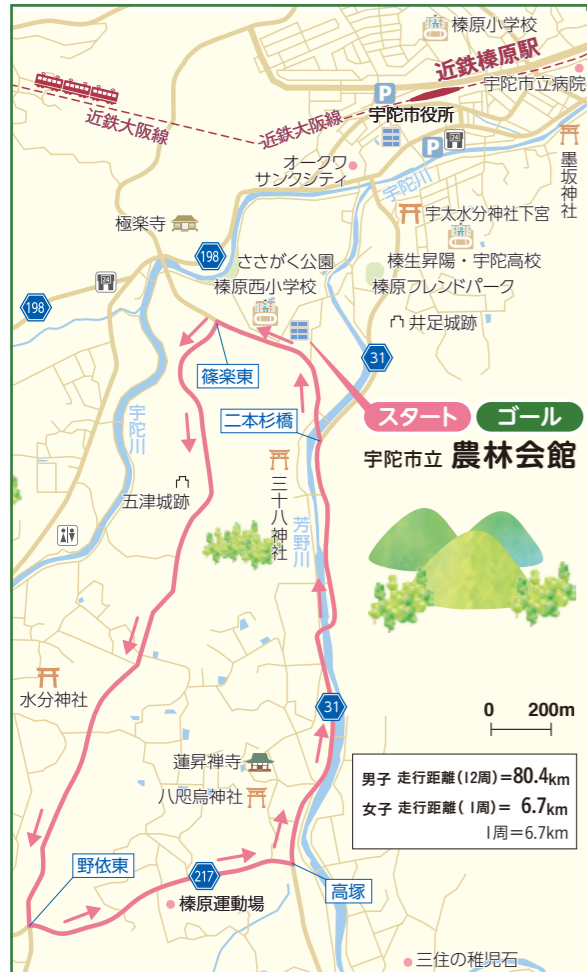 榛原小学校
近鉄榛原駅
宇陀市立病院
P
近鉄大阪線
近鉄大阪線
宇陀市役所
24
P
オークワ
サンクシティ
宇陀川
墨坂神社
極楽寺
宇太水分神社下宮
198
ささがく公園
榛生昇陽・宇陀高校
榛原西小学校
榛原フレンドパーク
24
198
井足城跡
31
篠楽東
スタート
ゴール
二本杉橋
宇陀市立 農林会館
宇陀川
三十八神社
五津城跡
芳野川
水分神社
31
0 200m
蓮昇禅寺
八咫烏神社
男子 走行距離(12周)=80.4km
女子 走行距離( 1周)= 6.7km
1周=6.7km
野依東
217
高塚
榛原運動場
三住の稚児石